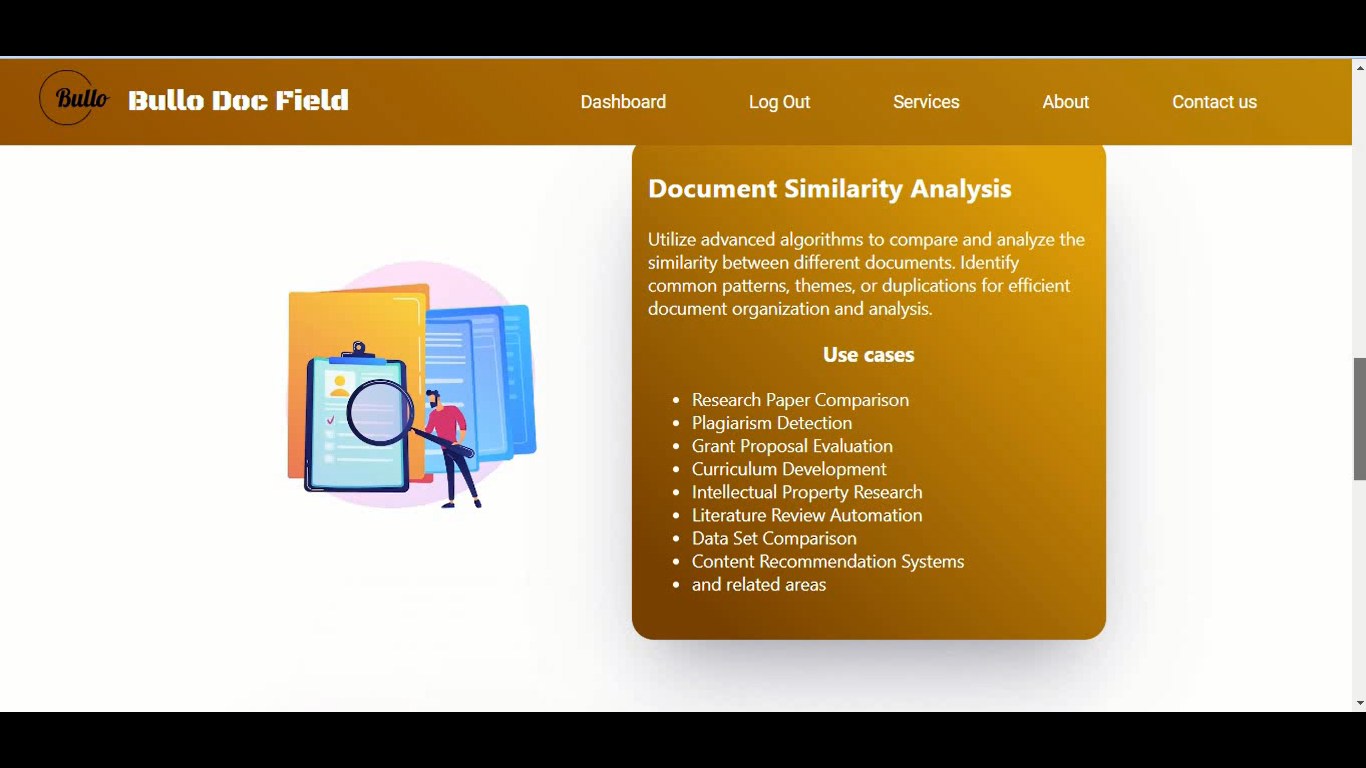 Bullo
Bullo Doc Field
Dashboard
Log Out
Services
About
Contact us
Document Similarity Analysis
Utilize advanced algorithms to compare and analyze the
similarity between different documents. Identify
common patterns, themes, or duplications for efficient
document organization and analysis.
Use cases
• Research Paper Comparison
• Plagiarism Detection
• Grant Proposal Evaluation
• Curriculum Development
• Intellectual Property Research
• Literature Review Automation
• Data Set Comparison
• Content Recommendation Systems
• and related areas